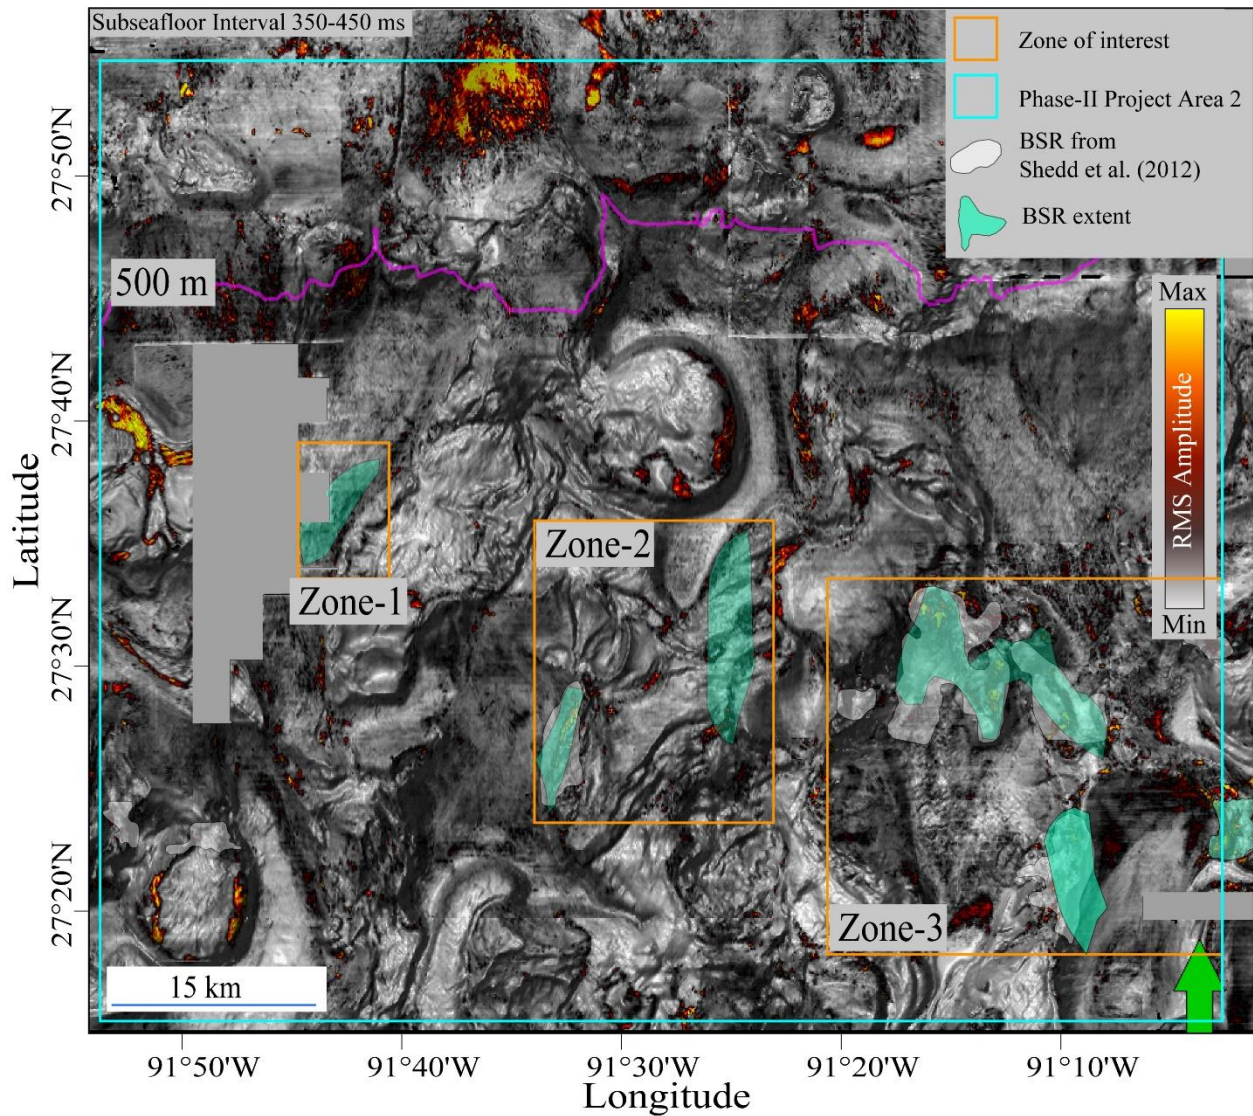 Subseafloor Interval 350-450 ms
Zone of interest
Phase-II Project Area 2
BSR from
Shedd et al. (2012)
BSR extent
27°50'N
500 m
Max
RMS Amplitude
Min
27°40'N
Latitude
Zone-2
Zone-1
27°30'N
27°20'N
Zone-3
15 km
91°50'W
91°40'W
91°30'W
91°20'W
91°10'W
Longitude